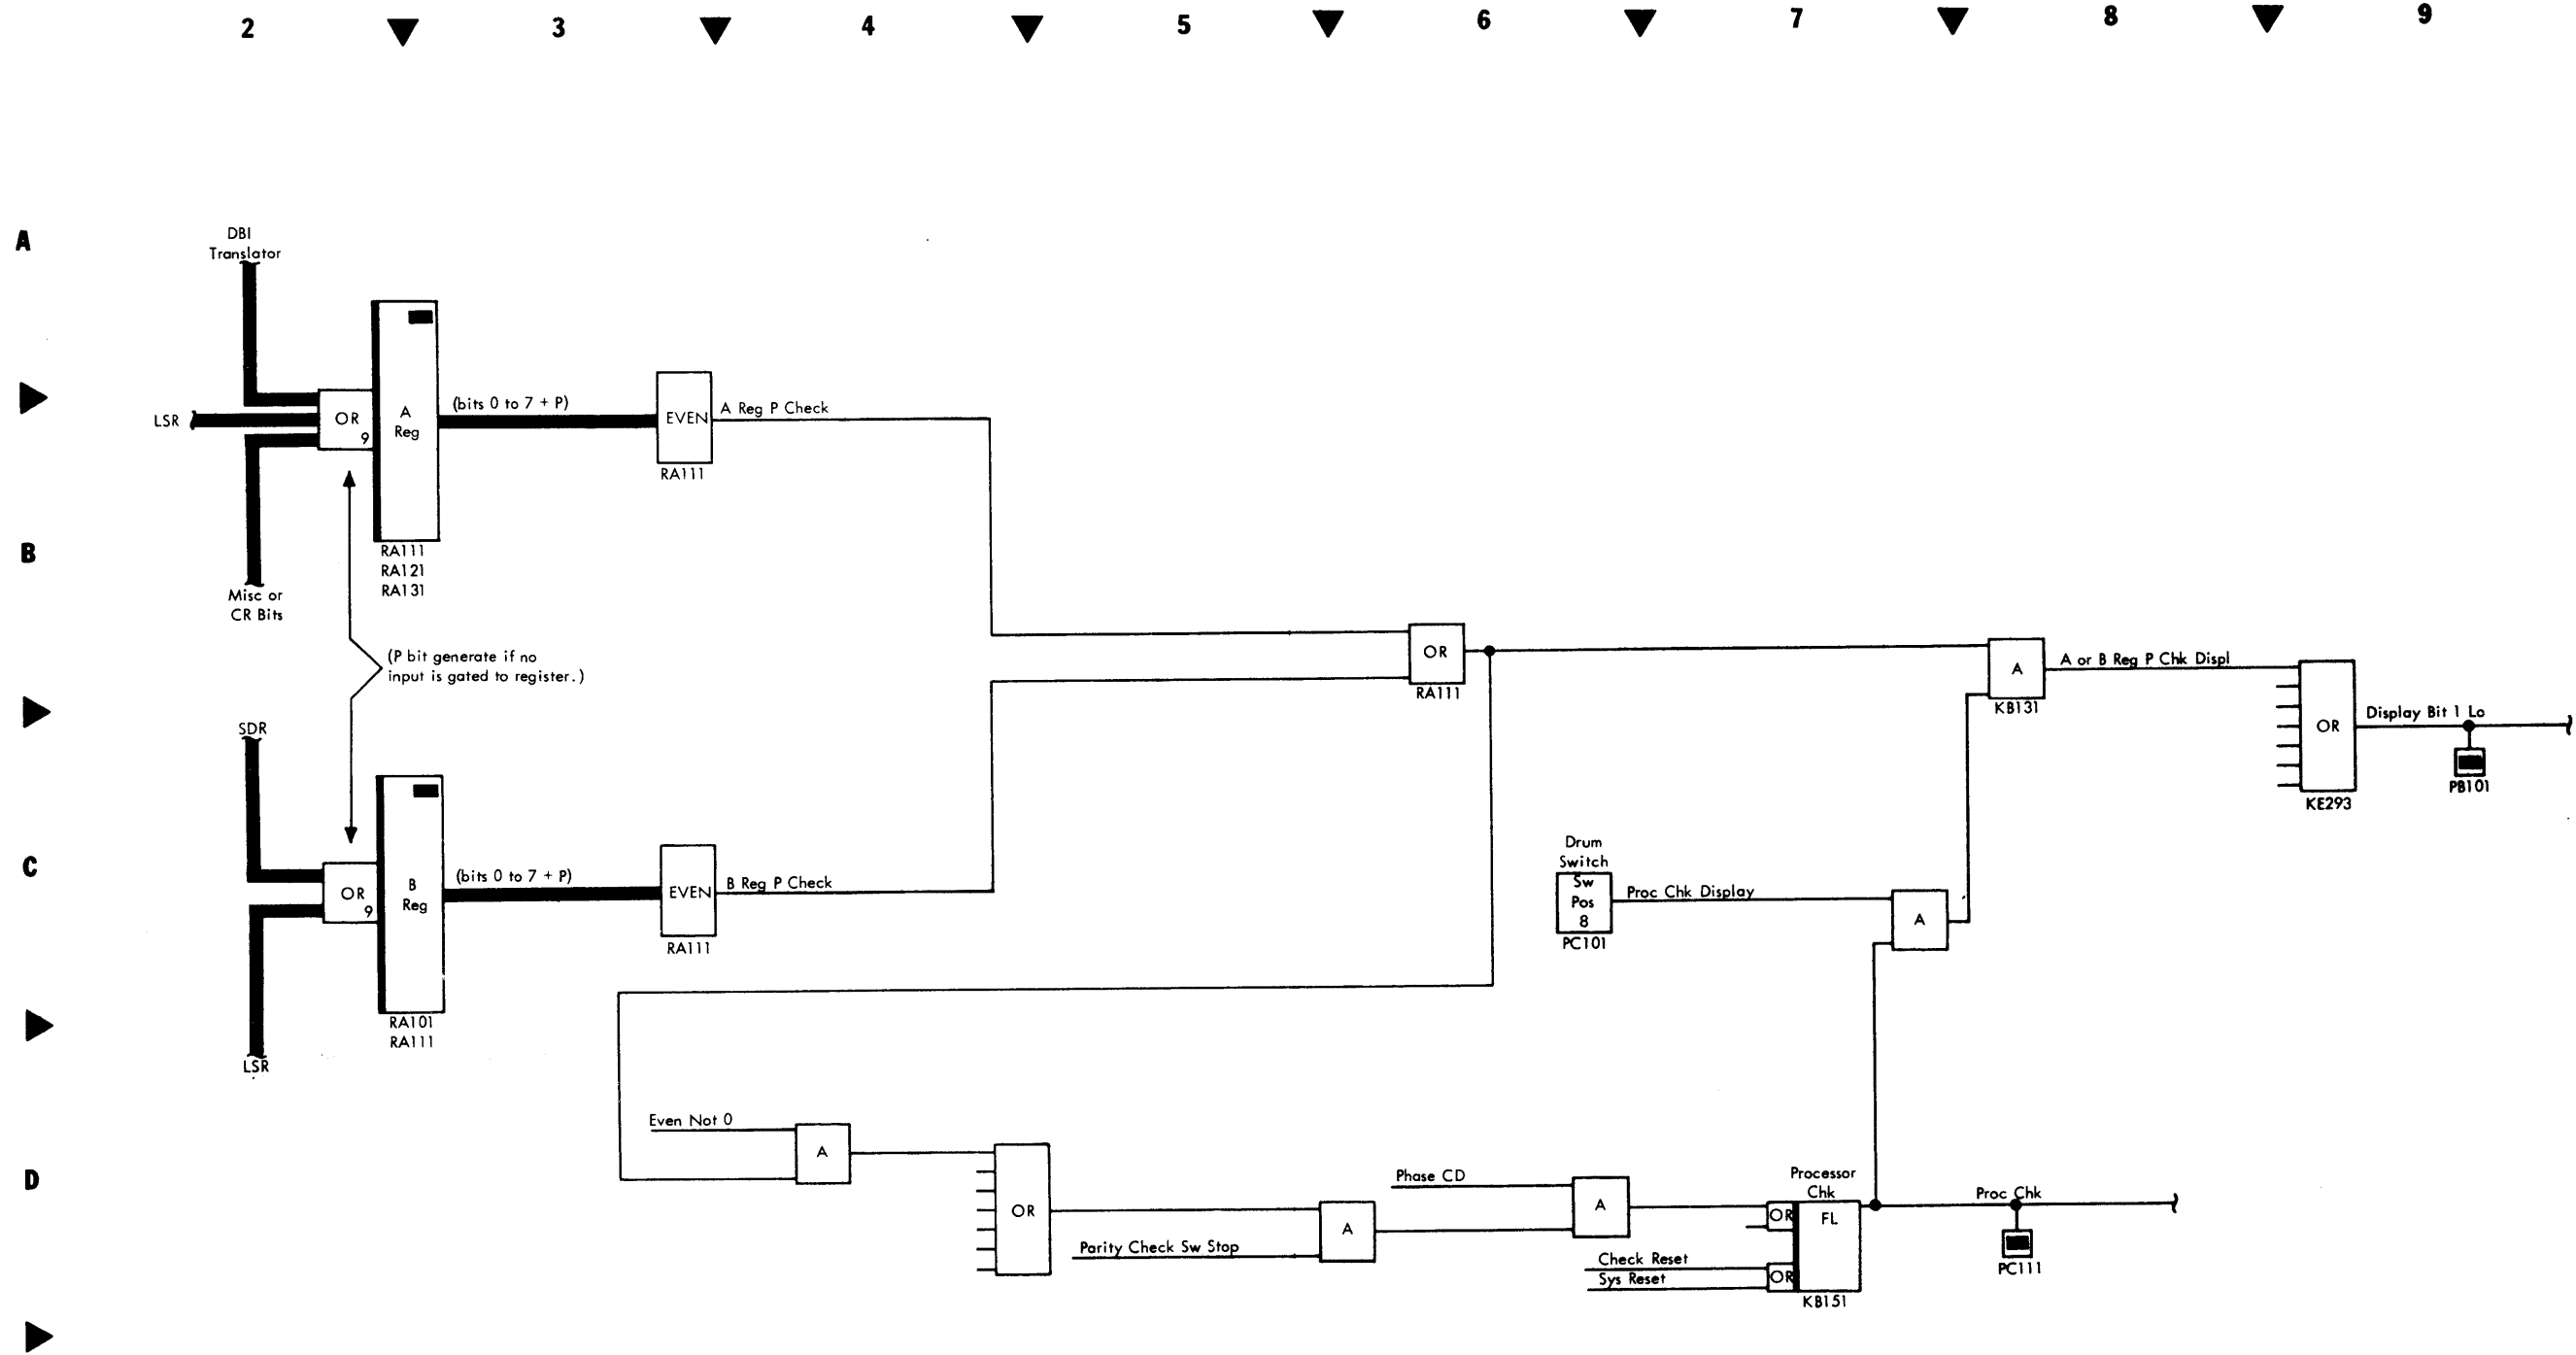 2 3 4 5 6 7 8 9
A
DBI
Translator
LSR
OR
9
A
Reg
(bits 0 to 7 + P)
EVEN
A Reg P Check
RA111
B
RA111
RA121
RA131
Misc or
CR Bits
(P bit generate if no
input is gated to register.)
OR
RA111
A
KB131
A or B Reg P Chk Displ
OR
KE293
Display Bit 1 Lo
PB101
SDR
C
OR
9
B
Reg
(bits 0 to 7 + P)
EVEN
B Reg P Check
RA111
Drum
Switch
Sw
Pos
8
PC101
Proc Chk Display
A
RA101
RA111
LSR
D
Even Not 0
A
OR
Parity Check Sw Stop
A
Phase CD
A
Processor
Chk
OR
FL
Proc Chk
PC111
Check Reset
Sys Reset
OR
KB151